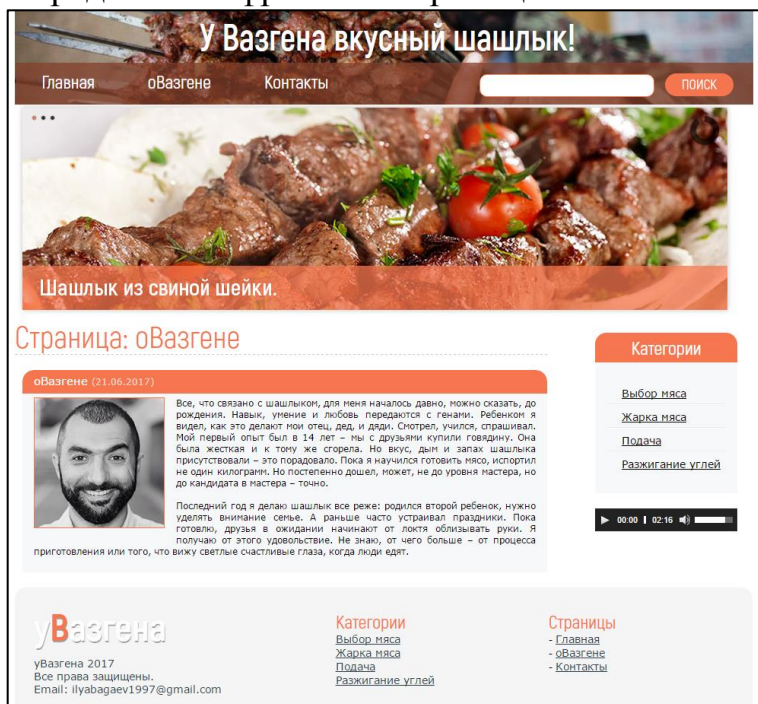 У Вазгена вкусный шашлык!
Главная оВазгене Контакты ПОИСК
Шашлык из свиной шейки.
Страница: оВазгене
оВазгене (21.06.2017)
Все, что связано с шашлыком, для меня началось давно, можно сказать, до
рождения. Навык, умение и любовь передаются с генами. Ребенком я
видел, как это делают мои отец, дед, и дяди. Смотрел, учился, спрашивал.
Мой первый опыт был в 14 лет – мы с друзьями купили говядину. Она
была жесткая и к тому же сгорела. Но вкус, дым и запах шашлыка
присутствовали – это порадовало. Пока я научился готовить мясо, испортил
не один килограмм. Но постепенно дошел, может, не до уровня мастера, но
до кандидата в мастера – точно.
Последний год я делаю шашлык все реже: родился второй ребенок, нужно
уделять внимание семье. А раньше часто устраивал праздники. Пока
готовлю, друзья в ожидании начинают от локтя облизывать руки. Я
получаю от этого удовольствие. Не знаю, от чего больше – от процесса
приготовления или того, что вижу светлые счастливые глаза, когда люди едят.
Категории
Выбор мяса
Жарка мяса
Подача
Разжигание углей
00:00 02:16
уВазгена
уВазгена 2017
Все права защищены.
Email: ilyabagaev1997@gmail.com
Категории
Выбор мяса
Жарка мяса
Подача
Разжигание углей
Страницы
- Главная
- оВазгене
- Контакты